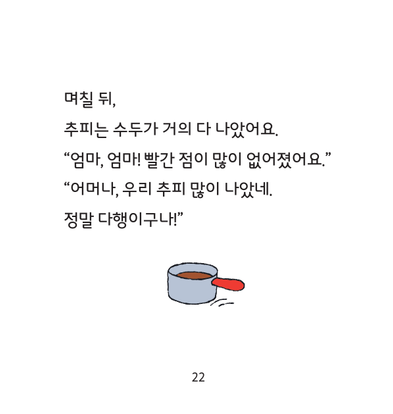 며칠 뒤,
추피는 수두가 거의 다 나았어요.
“엄마, 엄마! 빨간 점이 많이 없어졌어요.”
“어머나, 우리 추피 많이 나았네.
정말 다행이구나!”
22